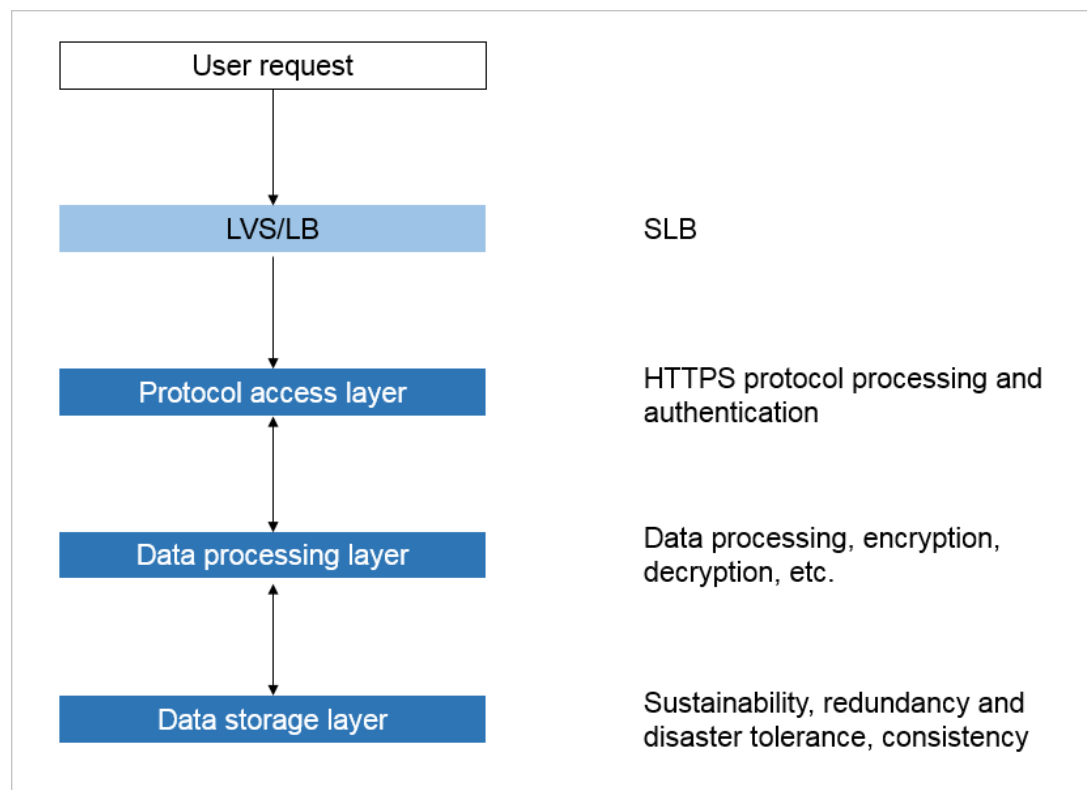 User request
LVS/LB
SLB
Protocol access layer
HTTPS protocol processing and
authentication
Data processing layer
Data processing, encryption,
decryption, etc.
Data storage layer
Sustainability, redundancy and
disaster tolerance, consistency